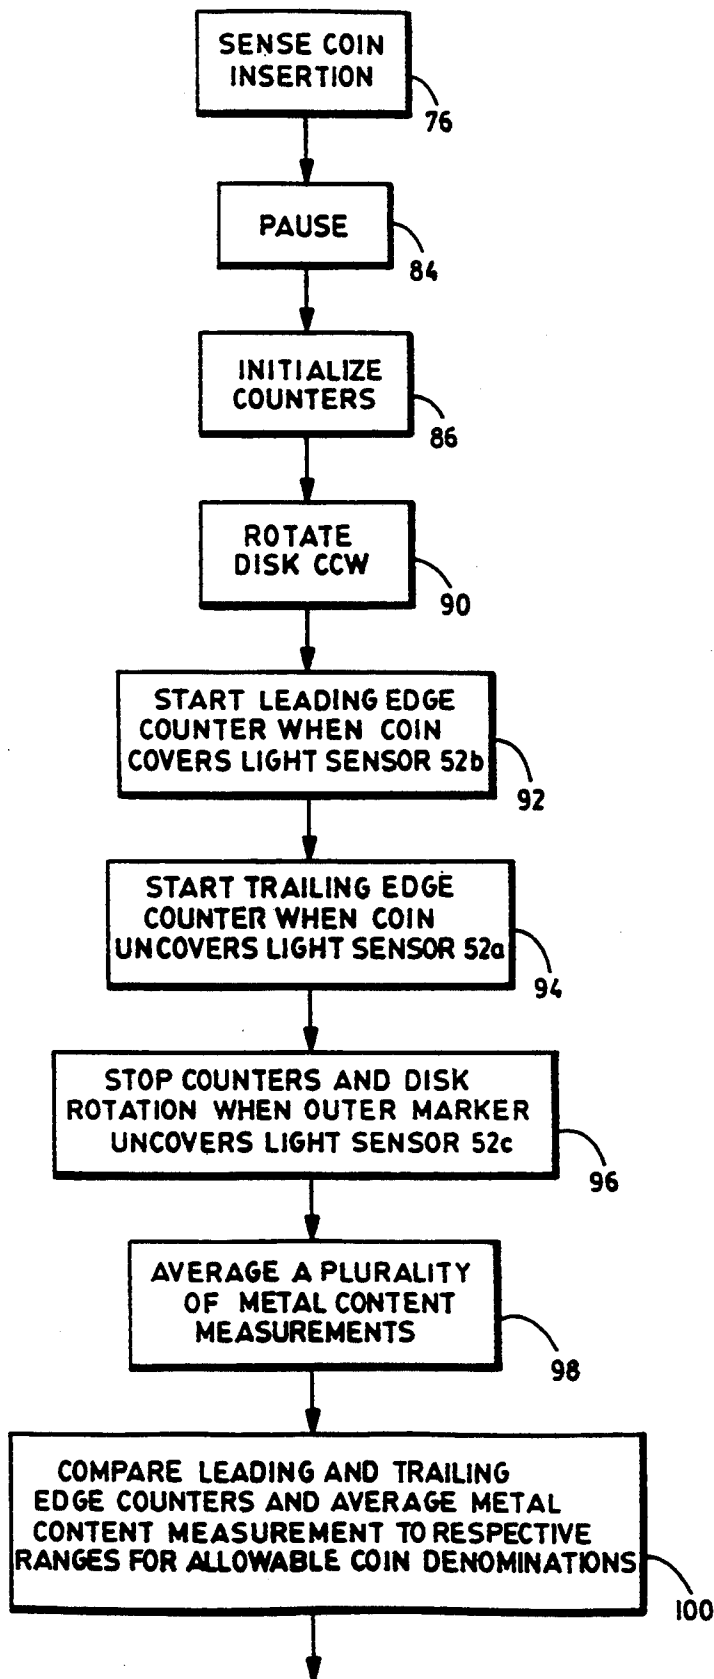 SENSE COIN
INSERTION
76
PAUSE
84
INITIALIZE
COUNTERS
86
ROTATE
DISK CCW
90
START LEADING EDGE
COUNTER WHEN COIN
COVERS LIGHT SENSOR 52b
92
START TRAILING EDGE
COUNTER WHEN COIN
UNCOVERS LIGHT SENSOR 52a
94
STOP COUNTERS AND DISK
ROTATION WHEN OUTER MARKER
UNCOVERS LIGHT SENSOR 52c
96
AVERAGE A PLURALITY
OF METAL CONTENT
MEASUREMENTS
98
COMPARE LEADING AND TRAILING
EDGE COUNTERS AND AVERAGE METAL
CONTENT MEASUREMENT TO RESPECTIVE
RANGES FOR ALLOWABLE COIN DENOMINATIONS
100